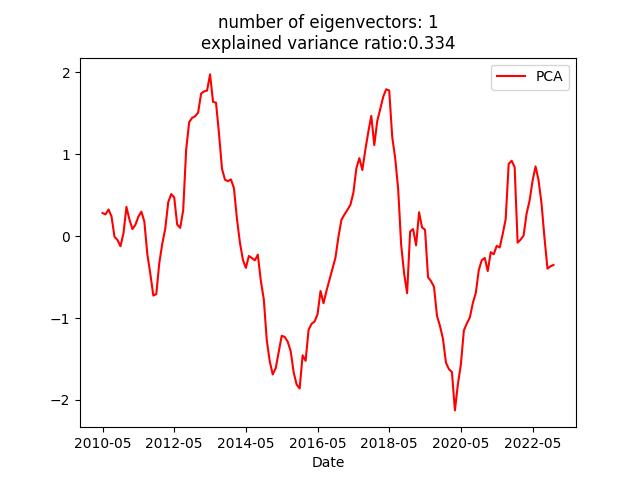 number of eigenvectors: 1
explained variance ratio:0.334
PCA
2
1
0
−1
−2
2010-05 2012-05 2014-05 2016-05 2018-05 2020-05 2022-05
Date